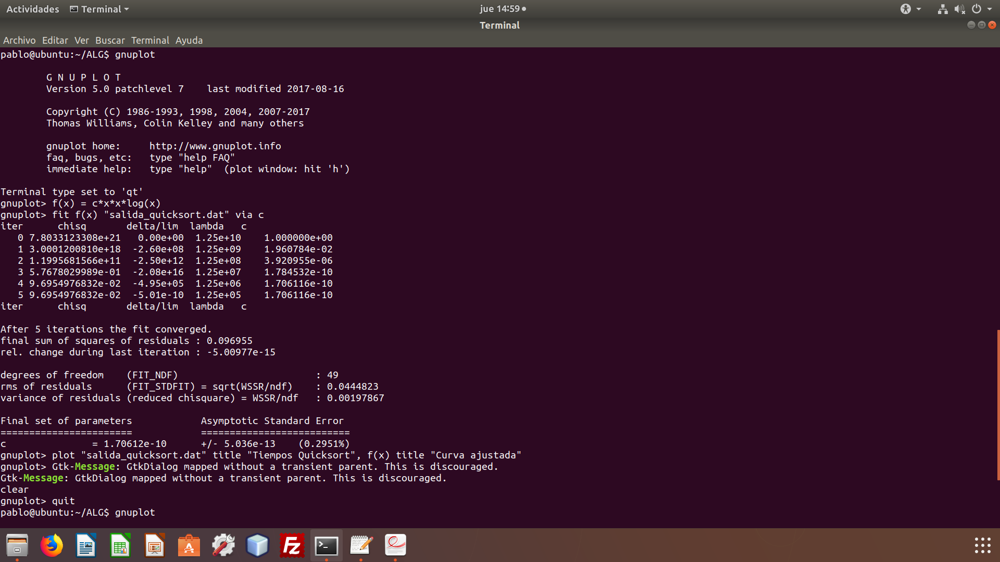 Actividades Terminal jue 14:59
Terminal
Archivo Editar Ver Buscar Terminal Ayuda
pablo@ubuntu:~/ALG$ gnuplot
G N U P L O T
Version 5.0 patchlevel 7    last modified 2017-08-16
Copyright (C) 1986-1993, 1998, 2004, 2007-2017
Thomas Williams, Colin Kelley and many others
gnuplot home:     http://www.gnuplot.info
faq, bugs, etc:   type "help FAQ"
immediate help:   type "help"  (plot window: hit 'h')
Terminal type set to 'qt'
gnuplot> f(x) = c*x*x*log(x)
gnuplot> fit f(x) "salida_quicksort.dat" via c
iter      chisq       delta/lim  lambda   c
0 7.8033123308e+21   0.00e+00  1.25e+10    1.000000e+00
1 3.0001200810e+18  -2.60e+08  1.25e+09    1.960784e-02
2 1.1995681566e+11  -2.50e+12  1.25e+08    3.920955e-06
3 5.7678029989e-01  -2.08e+16  1.25e+07    1.784532e-10
4 9.6954976832e-02  -4.95e+05  1.25e+06    1.706116e-10
5 9.6954976832e-02  -5.01e-10  1.25e+05    1.706116e-10
iter      chisq       delta/lim  lambda   c
After 5 iterations the fit converged.
final sum of squares of residuals : 0.096955
rel. change during last iteration : -5.00977e-15
degrees of freedom    (FIT_NDF)                        : 49
rms of residuals      (FIT_STDFIT) = sqrt(WSSR/ndf)    : 0.0444823
variance of residuals (reduced chisquare) = WSSR/ndf   : 0.00197867
Final set of parameters            Asymptotic Standard Error
=======================            ==========================
c               = 1.70612e-10      +/- 5.036e-13    (0.2951%)
gnuplot> plot "salida_quicksort.dat" title "Tiempos Quicksort", f(x) title "Curva ajustada"
gnuplot> Gtk-Message: GtkDialog mapped without a transient parent. This is discouraged.
Gtk-Message: GtkDialog mapped without a transient parent. This is discouraged.
clear
gnuplot> quit
pablo@ubuntu:~/ALG$ gnuplot